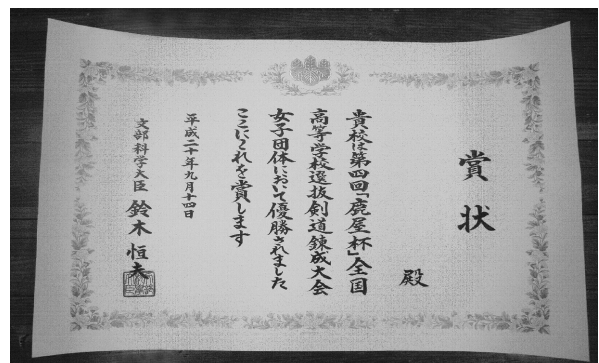 賞状
殿
貴校は第四回「鹿屋杯」全国
高等学校選抜剣道錬成大会
女子団体において優勝されました
ここにこれを賞します
平成二十年九月十四日
文部科学大臣 鈴木恒夫